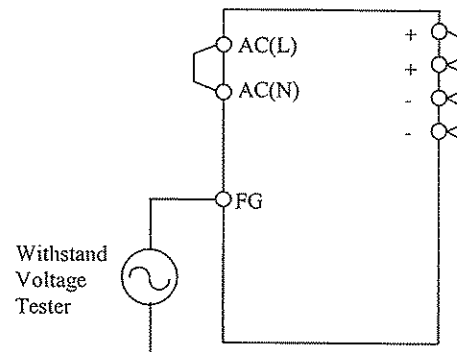 AC(L)
AC(N)
FG
+
+
-
-
Withstand
Voltage
Tester